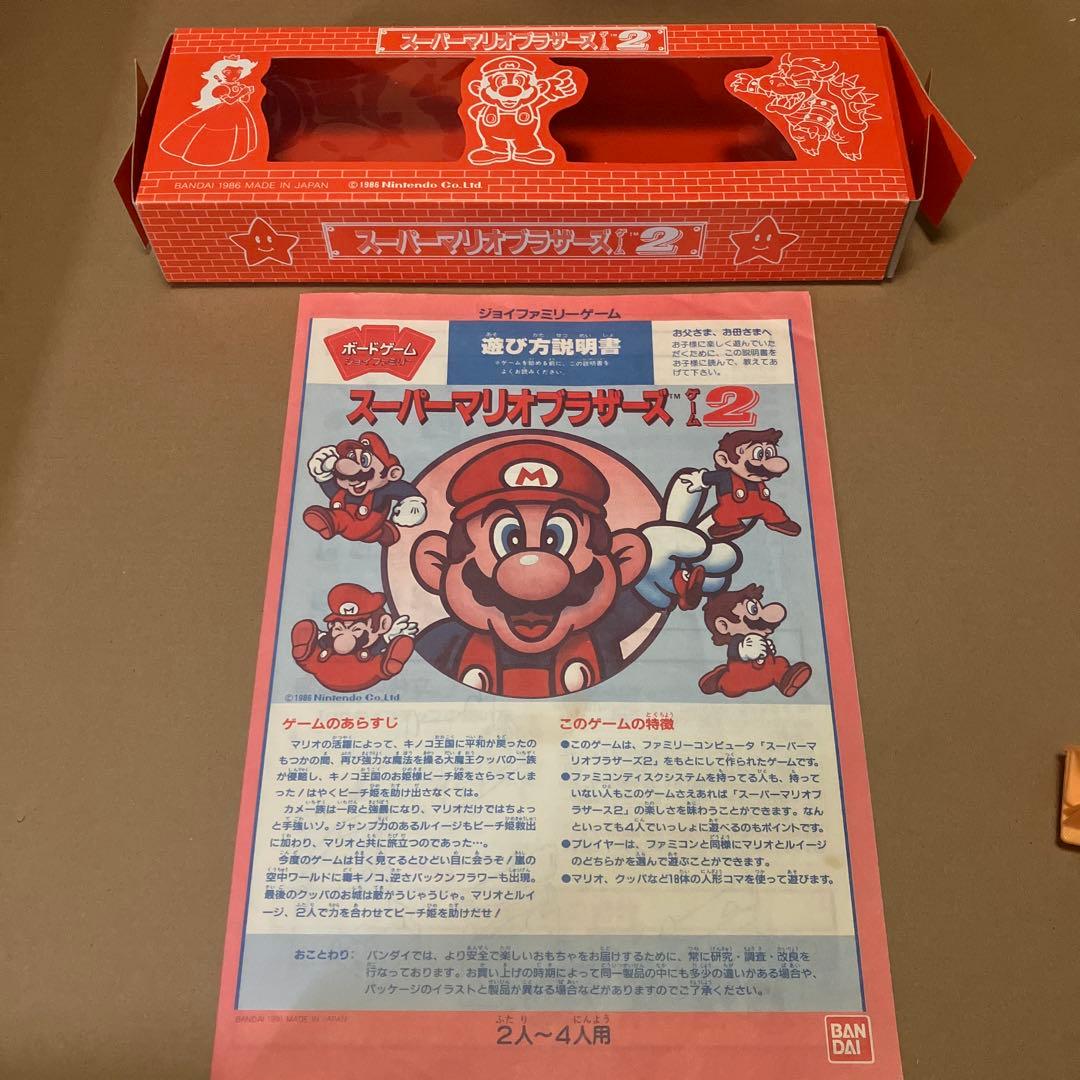 スーパーマリオブラザーズゲーム2
BANDAI 1986 MADE IN JAPAN ©1986 Nintendo Co.,Ltd.
スーパーマリオブラザーズゲーム™2
ジョイファミリーゲーム
ボードゲーム
ジョイファミリー
遊び方説明書
※ゲームを始める前に、この説明書を
よくお読みください。
お父さま、お母さまへ
お子様に楽しく遊んでいた
だくために、この説明書を
お子様に読んで、教えてあ
げて下さい。
スーパーマリオブラザーズ™ゲーム2
M
M
©1986 Nintendo Co.,Ltd.
ゲームのあらすじ
マリオの活躍によって、キノコ王国に平和が戻ったの
もつかの間、再び強力な魔法を操る大魔王クッパの一族
が侵略し、キノコ王国のお姫様ピーチ姫をさらってしま
った!はやくピーチ姫を助け出さなくては。
カメ一族は一段と強暴になり、マリオだけではちょっ
と手強いゾ。ジャンプ力のあるルイージもピーチ姫救出
に加わり、マリオと共に旅立つのであった…。
今度のゲームは甘く見てるとひどい目に会うぞ!嵐の
空中ワールドに毒キノコ、逆さパックンフラワーも出現。
最後のクッパのお城は敵がうじゃうじゃ。マリオとルイ
ージ、2人で力を合わせてピーチ姫を助けだせ!
このゲームの特徴
●このゲームは、ファミリーコンピュータ「スーパーマ
リオブラザーズ2」をもとにして作られたゲームです。
●ファミコンディスクシステムを持ってる人も、持って
いない人もこのゲームさえあれば「スーパーマリオブ
ラザース2」の楽しさを味わうことができます。なん
といっても4人でいっしょに遊べるのもポイントです。
●プレイヤーは、ファミコンと同様にマリオとルイージ
のどちらかを選んで遊ぶことができます。
●マリオ、クッパなど18体の人形コマを使って遊びます。
おことわり:バンダイでは、より安全で楽しいおもちゃをお届けするために、常に研究・調査・改良を
行なっております。お買い上げの時期によって同一製品の中にも多少の違いがある場合や、
パッケージのイラストと製品が異なる場合などがありますのでご了承ください。
BANDAI 1986 MADE IN JAPAN
2人〜4人用
BAN
DAI